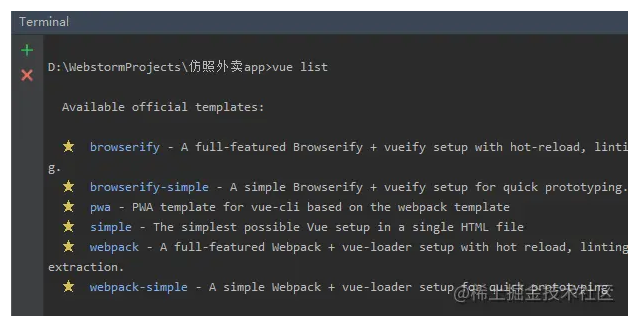 Terminal
D:\WebstormProjects\仿照外卖app>vue list
Available official templates:
★ browserify - A full-featured Browserify + vueify setup with hot-reload, linti
g.
★ browserify-simple - A simple Browserify + vueify setup for quick prototyping.
★ pwa - PWA template for vue-cli based on the webpack template
★ simple - The simplest possible Vue setup in a single HTML file
★ webpack - A full-featured Webpack + vue-loader setup with hot reload, linting
extraction.
★ webpack-simple - A simple Webpack + vue-loader setup for quick prototyping.
@稀土掘金技术社区